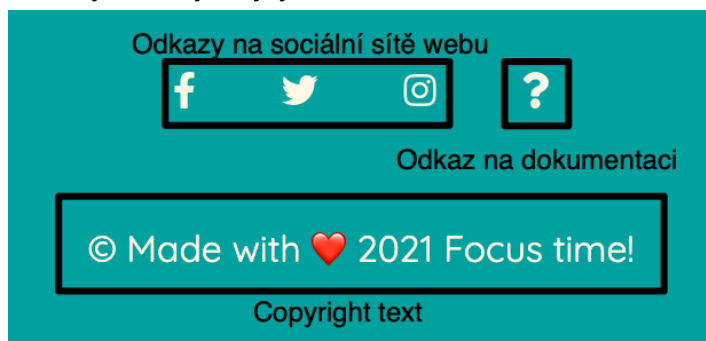 Odkazy na sociální sítě webu
?
Odkaz na dokumentaci
© Made with ❤️ 2021 Focus time!
Copyright text